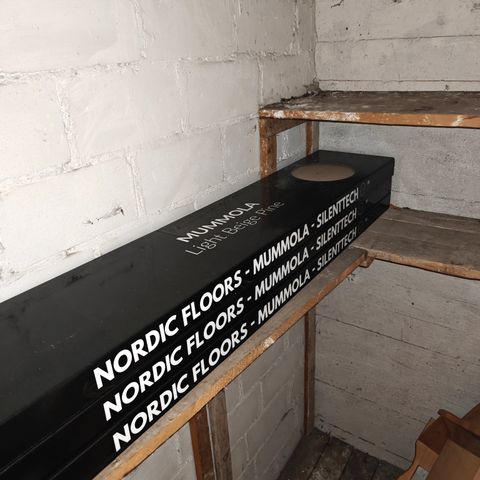 MUMMOLA
Light Beige Pine
NORDIC FLOORS - MUMMOLA - SILENTTECH
NORDIC FLOORS - MUMMOLA - SILENTTECH
NORDIC FLOORS - MUMMOLA - SILENTTECH